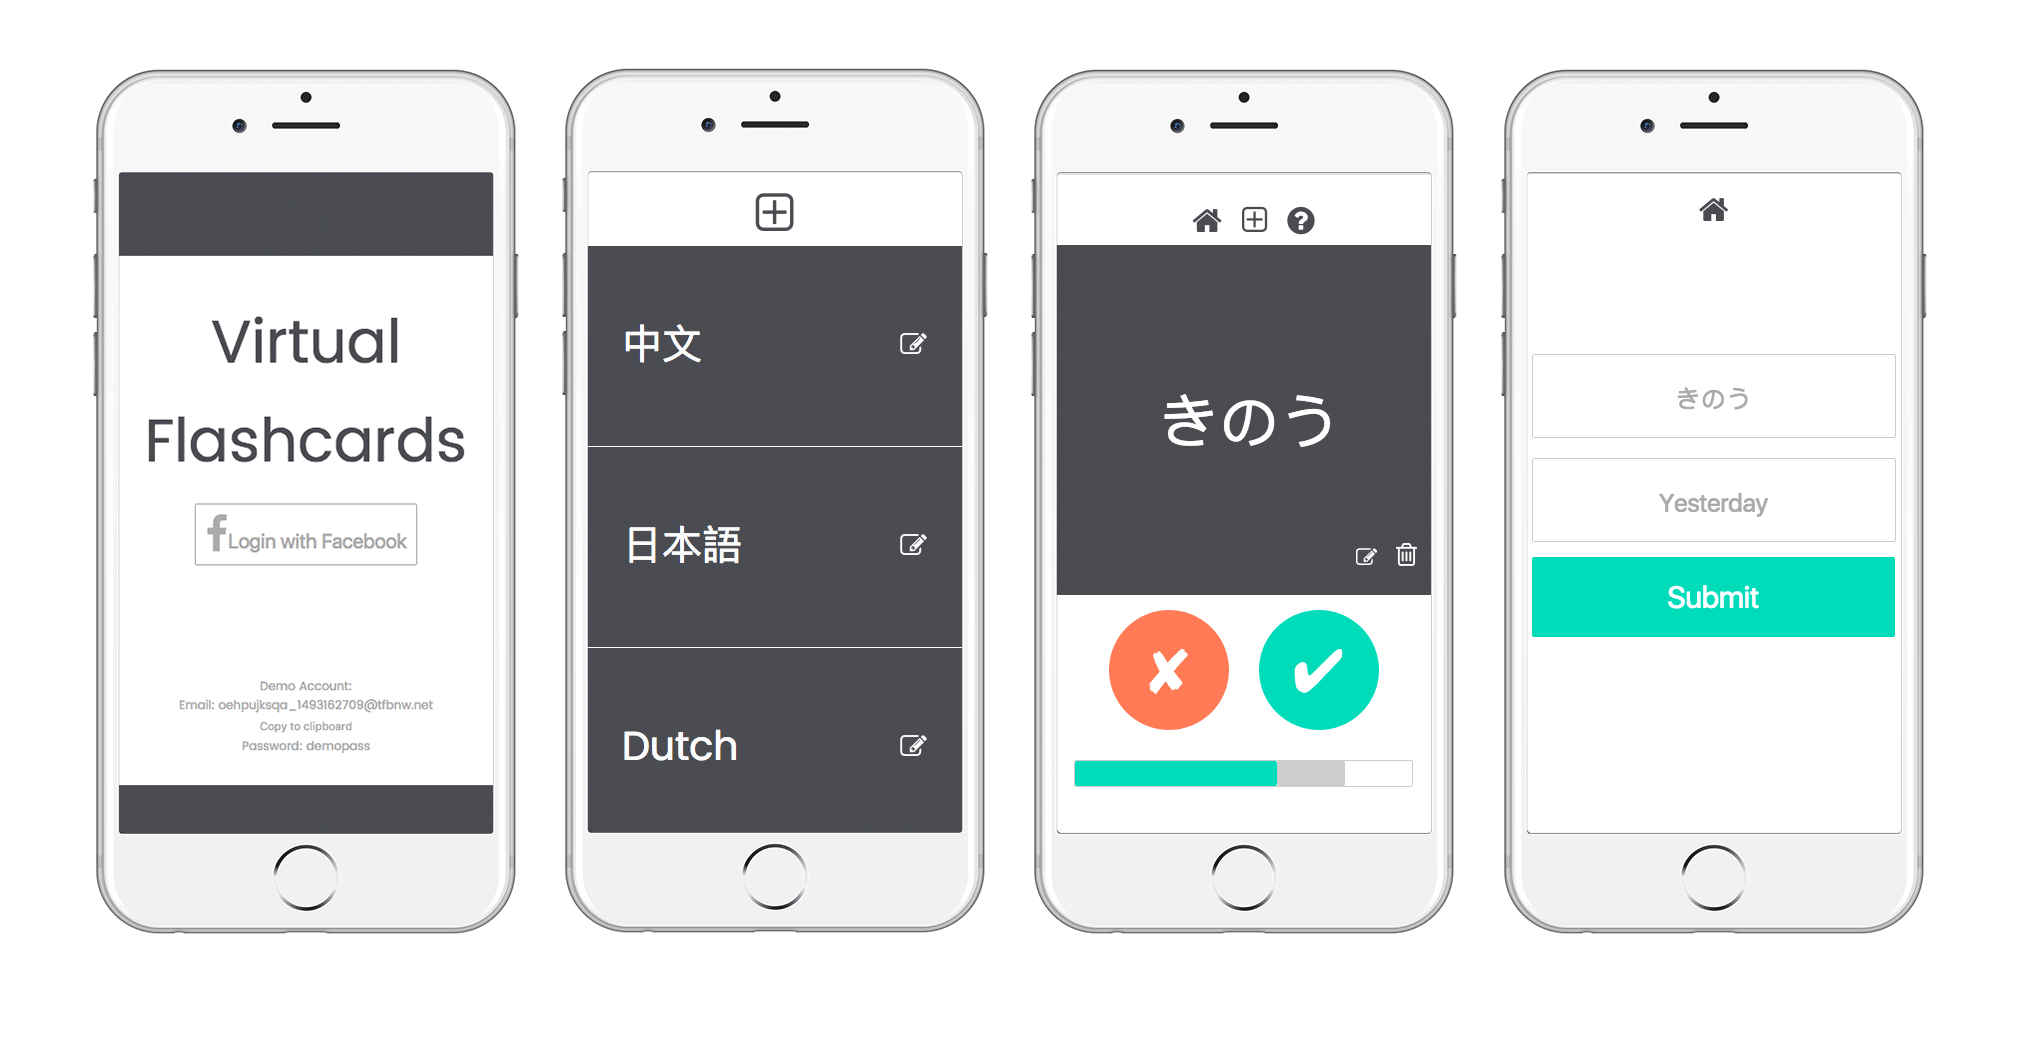 Virtual
Flashcards
Login with Facebook
Demo Account:
Email: oehpujksqa_1493162709@tfbnw.net
Copy to clipboard
Password: demopass
中文
日本語
Dutch
きのう
きのう
Yesterday
Submit